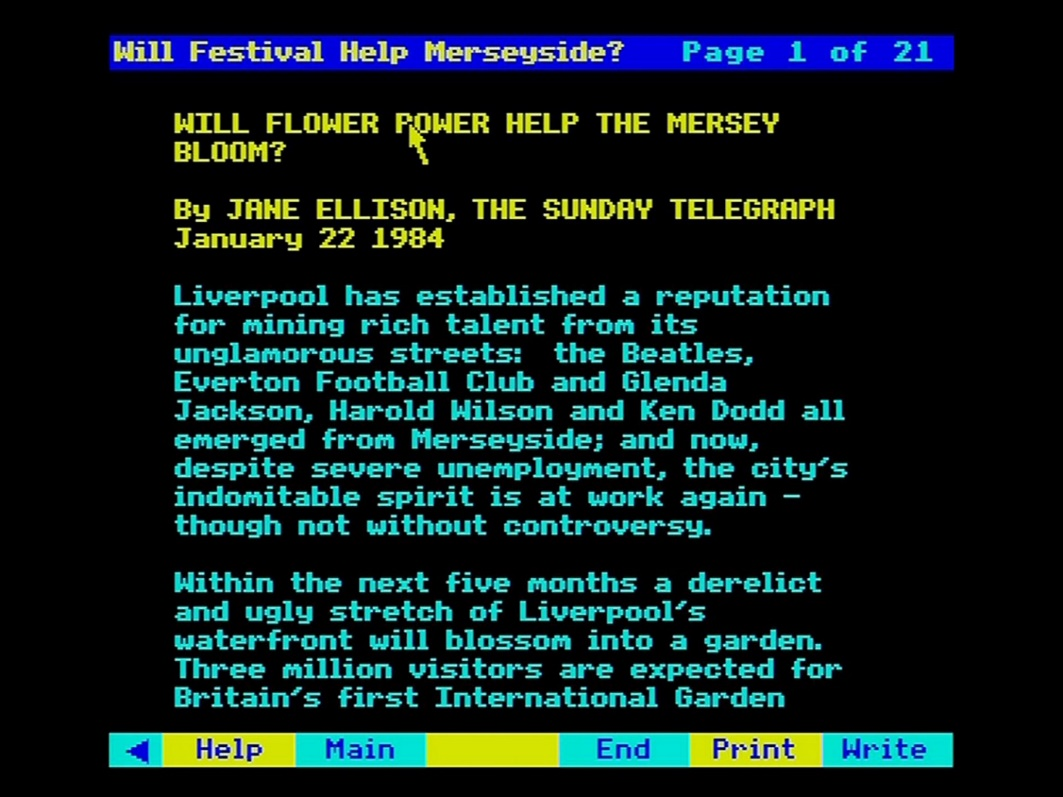 Will Festival Help Merseyside? Page 1 of 21
WILL FLOWER POWER HELP THE MERSEY
BLOOM?
By JANE ELLISON, THE SUNDAY TELEGRAPH
January 22 1984
Liverpool has established a reputation
for mining rich talent from its
unglamorous streets: the Beatles,
Everton Football Club and Glenda
Jackson, Harold Wilson and Ken Dodd all
emerged from Merseyside; and now,
despite severe unemployment, the city's
indomitable spirit is at work again -
though not without controversy.
Within the next five months a derelict
and ugly stretch of Liverpool's
waterfront will blossom into a garden.
Three million visitors are expected for
Britain's first International Garden
Help Main End Print Write